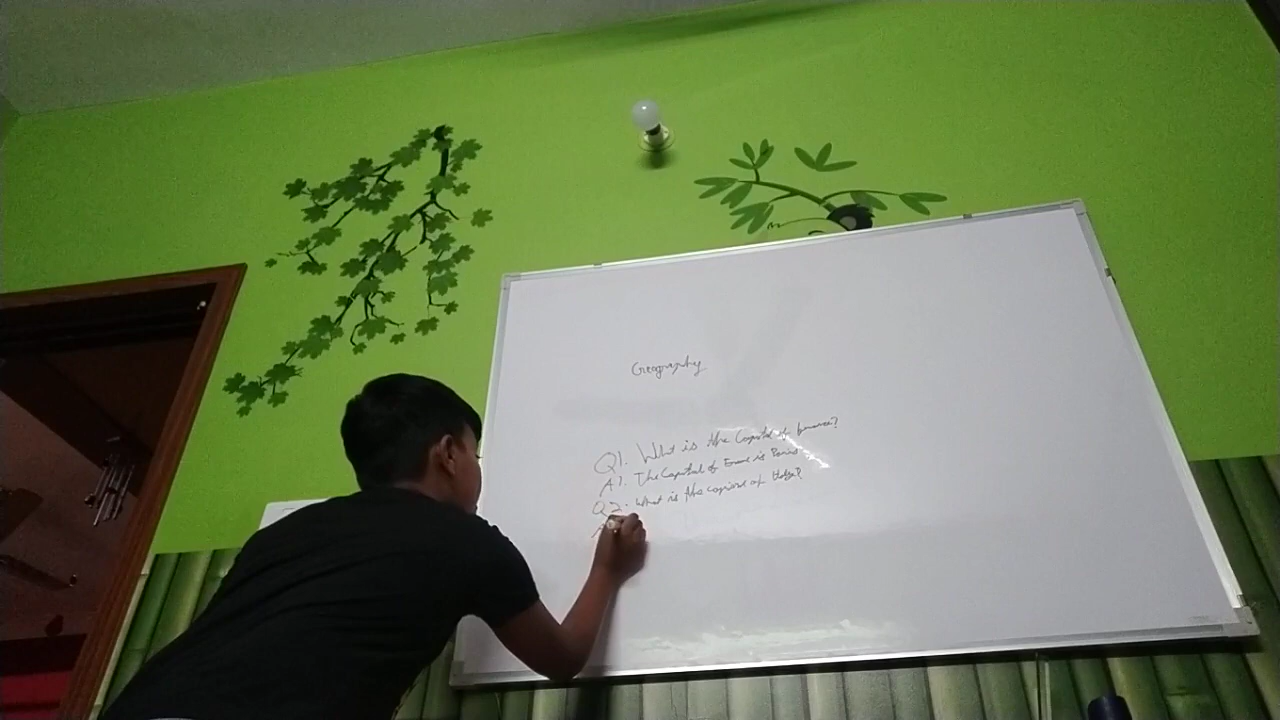 Geography
Q1. What is the Capital of france?
A1. The Capital of France is Paris
Q2. What is the capital of
A